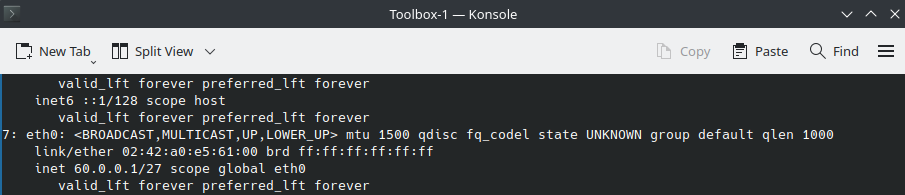 Toolbox-1 — Konsole
New Tab Split View Copy Paste Find
valid_lft forever preferred_lft forever
inet6 ::1/128 scope host
valid_lft forever preferred_lft forever
7: eth0: <BROADCAST,MULTICAST,UP,LOWER_UP> mtu 1500 qdisc fq_codel state UNKNOWN group default qlen 1000
link/ether 02:42:a0:e5:61:00 brd ff:ff:ff:ff:ff:ff
inet 60.0.0.1/27 scope global eth0
valid_lft forever preferred_lft forever